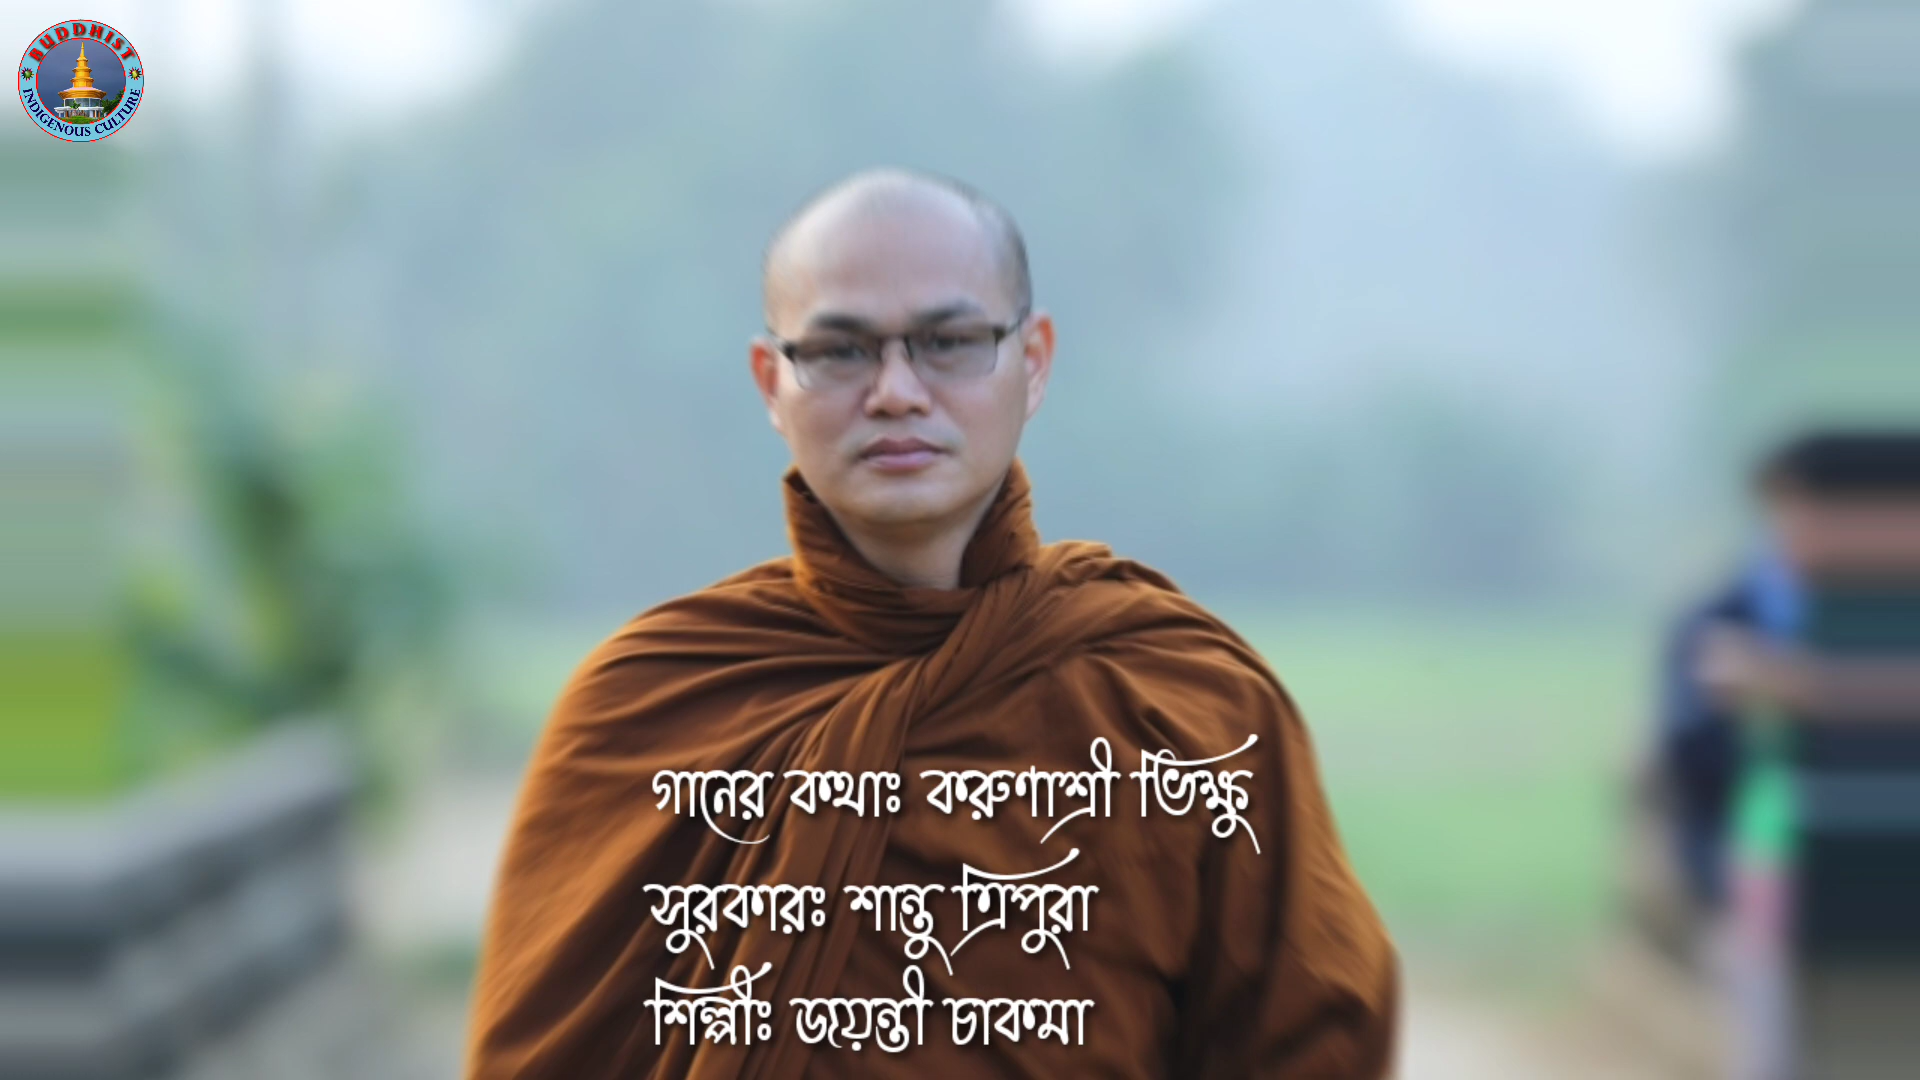 BUDDHIST
INDIGENOUS CULTURE
গানের কথাঃ করুণাশ্রী ভিক্ষু
সুরকারঃ শান্তু ত্রিপুরা
শিল্পীঃ জয়ন্তী চাকমা